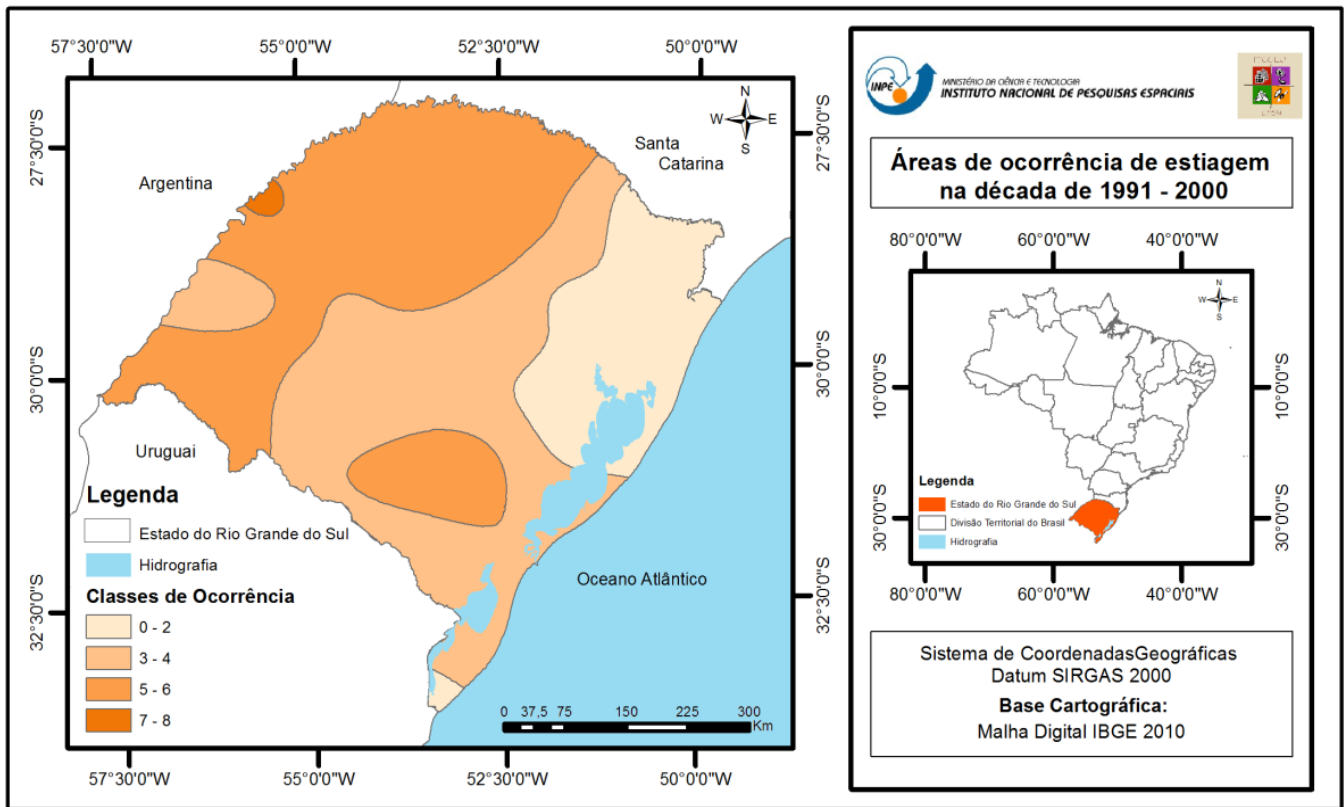 57°30'0"W 55°0'0"W 52°30'0"W 50°0'0"W
27°30'0"S
30°0'0"S
32°30'0"S
27°30'0"S
30°0'0"S
32°30'0"S
57°30'0"W 55°0'0"W 52°30'0"W 50°0'0"W
N
W E
S
Santa
Catarina
Argentina
Uruguai
Oceano Atlântico
Legenda
Estado do Rio Grande do Sul
Hidrografia
Classes de Ocorrência
0 - 2
3 - 4
5 - 6
7 - 8
0 37,5 75 150 225 300
Km
INPE
MINISTÉRIO DA CIÊNCIA E TECNOLOGIA
INSTITUTO NACIONAL DE PESQUISAS ESPACIAIS
Áreas de ocorrência de estiagem
na década de 1991 - 2000
80°0'0"W 60°0'0"W 40°0'0"W
10°0'0"S
30°0'0"S
10°0'0"S
30°0'0"S
N
W E
S
Legenda
Estado do Rio Grande do Sul
Divisão Territorial do Brasil
Hidrografia
80°0'0"W 60°0'0"W 40°0'0"W
Sistema de CoordenadasGeográficas
Datum SIRGAS 2000
Base Cartográfica:
Malha Digital IBGE 2010